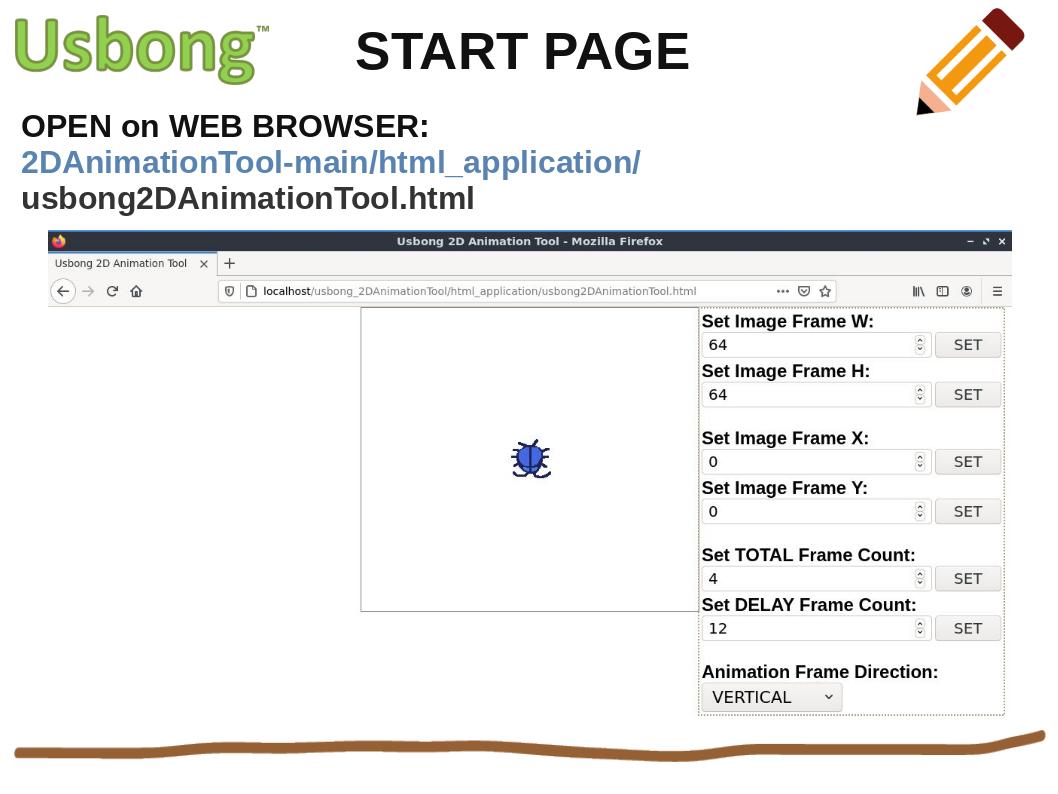 Usbong™
START PAGE
OPEN on WEB BROWSER:
2DAnimationTool-main/html_application/
usbong2DAnimationTool.html
Usbong 2D Animation Tool - Mozilla Firefox
Usbong 2D Animation Tool
localhost/usbong_2DAnimationTool/html_application/usbong2DAnimationTool.html
Set Image Frame W:
64 SET
Set Image Frame H:
64 SET
Set Image Frame X:
0 SET
Set Image Frame Y:
0 SET
Set TOTAL Frame Count:
4 SET
Set DELAY Frame Count:
12 SET
Animation Frame Direction:
VERTICAL